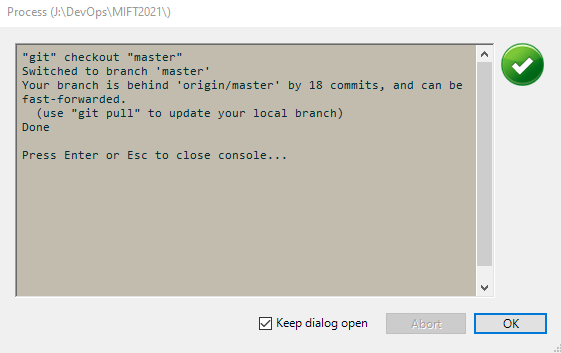 Process (J:\DevOps\MIFT2021\)
"git" checkout "master"
Switched to branch 'master'
Your branch is behind 'origin/master' by 18 commits, and can be
fast-forwarded.
  (use "git pull" to update your local branch)
Done
Press Enter or Esc to close console...
Keep dialog open
Abort
OK